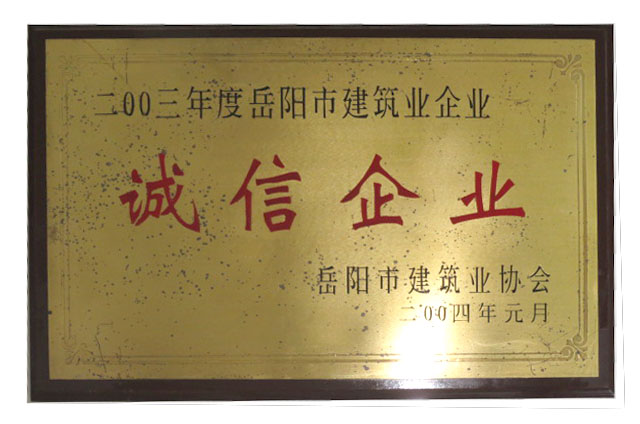 二00三年度岳阳市建筑业企业
诚信企业
岳阳市建筑业协会
二00四年元月